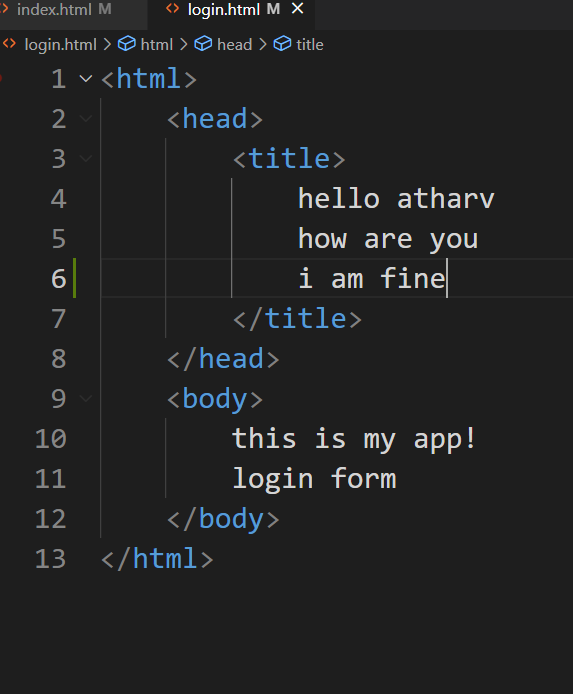 index.html M login.html M
login.html > html > head > title
1 <html>
2 <head>
3 <title>
4 hello atharv
5 how are you
6 i am fine
7 </title>
8 </head>
9 <body>
10 this is my app!
11 login form
12 </body>
13 </html>